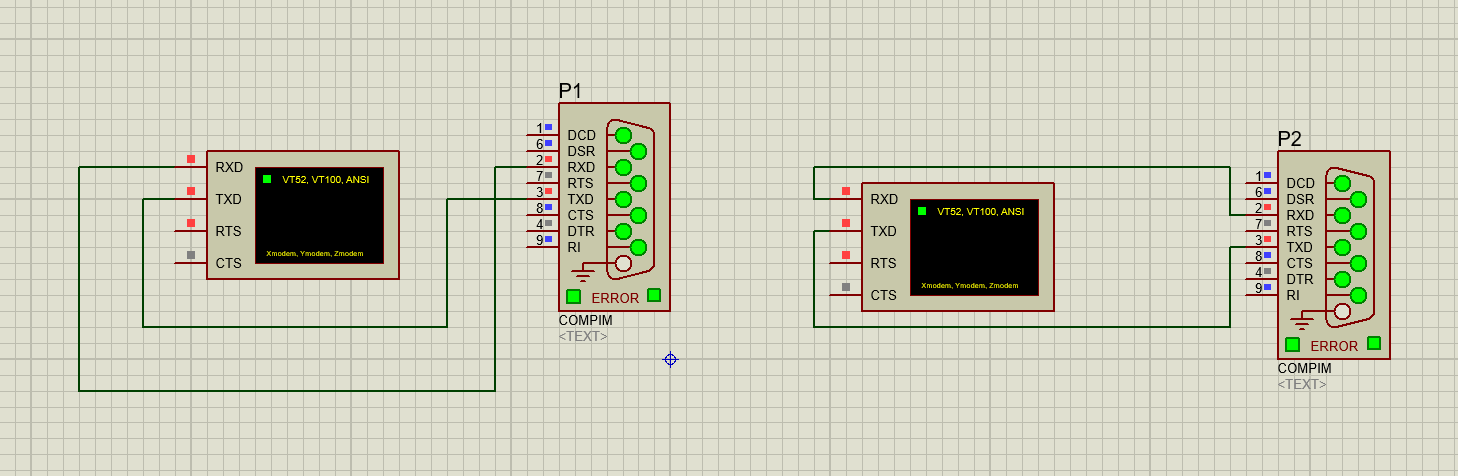 P1
1 DCD
6 DSR
2 RXD
7 RTS
3 TXD
8 CTS
4 DTR
9 RI
ERROR
COMPIM
<TEXT>
RXD
TXD
RTS
CTS
VT52, VT100, ANSI
Xmodem, Ymodem, Zmodem
P2
1 DCD
6 DSR
2 RXD
7 RTS
3 TXD
8 CTS
4 DTR
9 RI
ERROR
COMPIM
<TEXT>
RXD
TXD
RTS
CTS
VT52, VT100, ANSI
Xmodem, Ymodem, Zmodem